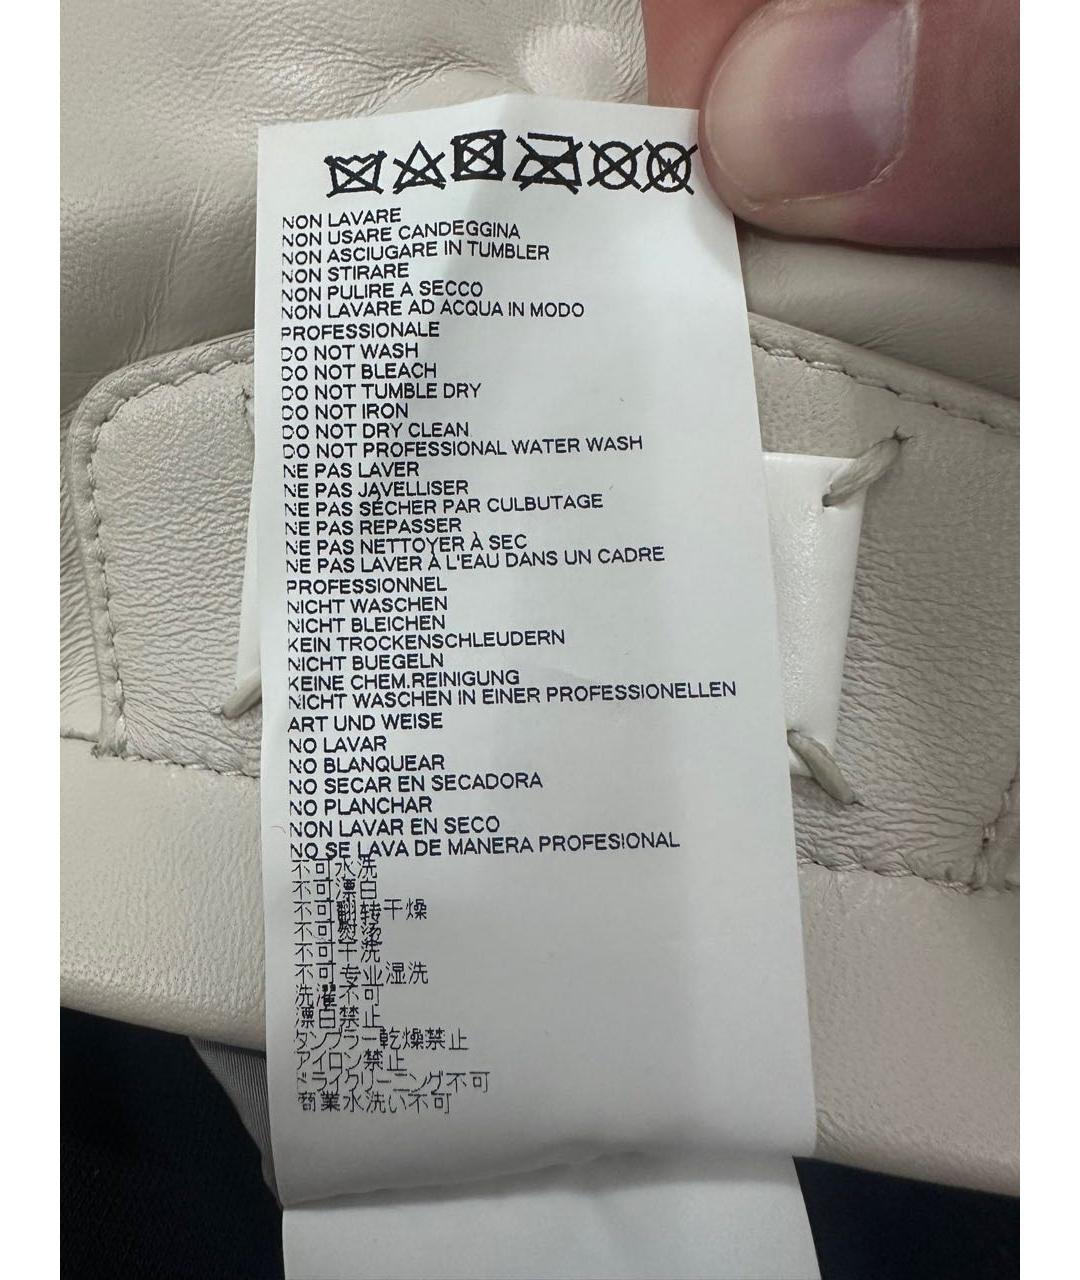 NON LAVARE
NON USARE CANDEGGINA
NON ASCIUGARE IN TUMBLER
NON STIRARE
NON PULIRE A SECCO
NON LAVARE AD ACQUA IN MODO
PROFESSIONALE
DO NOT WASH
DO NOT BLEACH
DO NOT TUMBLE DRY
DO NOT IRON
DO NOT DRY CLEAN
DO NOT PROFESSIONAL WATER WASH
NE PAS LAVER
NE PAS JAVELLISER
NE PAS SÉCHER PAR CULBUTAGE
NE PAS REPASSER
NE PAS NETTOYER À SEC
NE PAS LAVER À L'EAU DANS UN CADRE
PROFESSIONNEL
NICHT WASCHEN
NICHT BLEICHEN
KEIN TROCKENSCHLEUDERN
NICHT BUEGELN
KEINE CHEM.REINIGUNG
NICHT WASCHEN IN EINER PROFESSIONELLEN
ART UND WEISE
NO LAVAR
NO BLANQUEAR
NO SECAR EN SECADORA
NO PLANCHAR
NON LAVAR EN SECO
NO SE LAVA DE MANERA PROFESIONAL
不可水洗
不可漂白
不可翻转干燥
不可熨烫
不可干洗
不可专业湿洗
洗濯不可
漂白禁止
タンブラー乾燥禁止
アイロン禁止
ドライクリーニング不可
商業水洗い不可